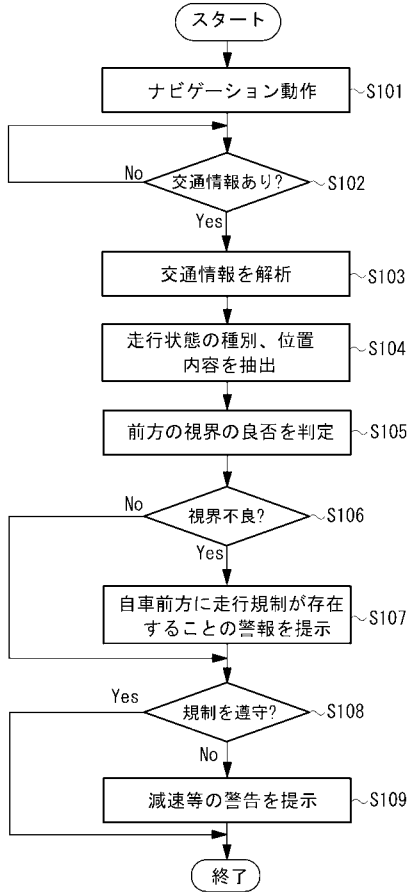 スタート
ナビゲーション動作
S101
No
交通情報あり?
S102
Yes
交通情報を解析
S103
走行状態の種別、位置
内容を抽出
S104
前方の視界の良否を判定
S105
No
視界不良?
S106
Yes
自車前方に走行規制が存在
することの警報を提示
S107
Yes
規制を遵守?
S108
No
減速等の警告を提示
S109
終了